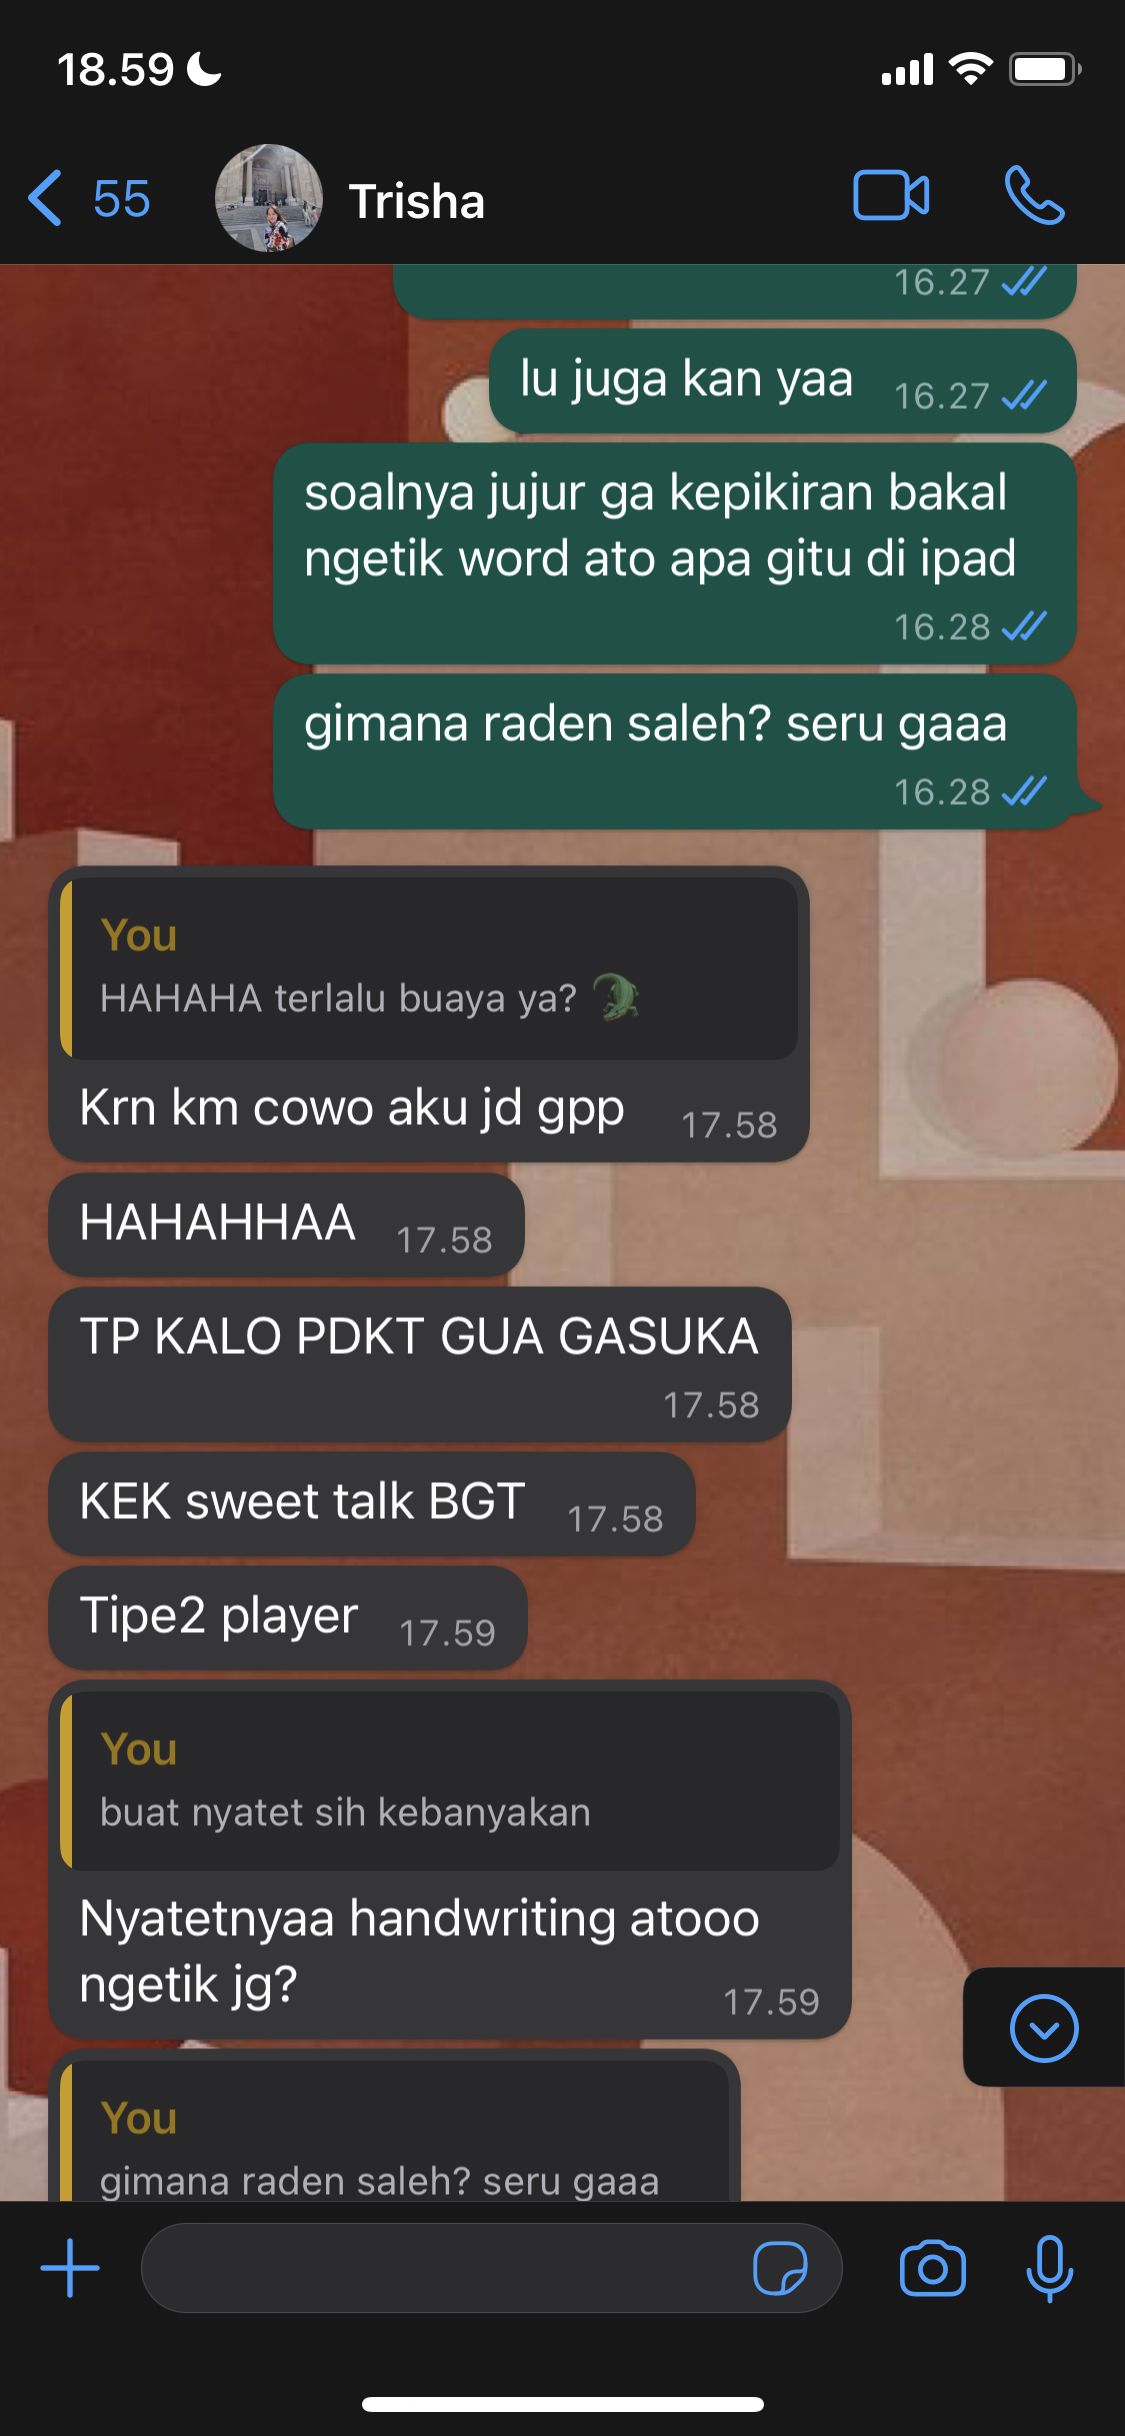 18.59
55
Trisha
16.27
lu juga kan yaa
16.27
soalnya jujur ga kepikiran bakal
ngetik word ato apa gitu di ipad
16.28
gimana raden saleh? seru gaaa
16.28
You
HAHAHA terlalu buaya ya? 🐊
Krn km cowo aku jd gpp
17.58
HAHAHHAA
17.58
TP KALO PDKT GUA GASUKA
17.58
KEK sweet talk BGT
17.58
Tipe2 player
17.59
You
buat nyatet sih kebanyakan
Nyatetnyaa handwriting atooo
ngetik jg?
17.59
You
gimana raden saleh? seru gaaa